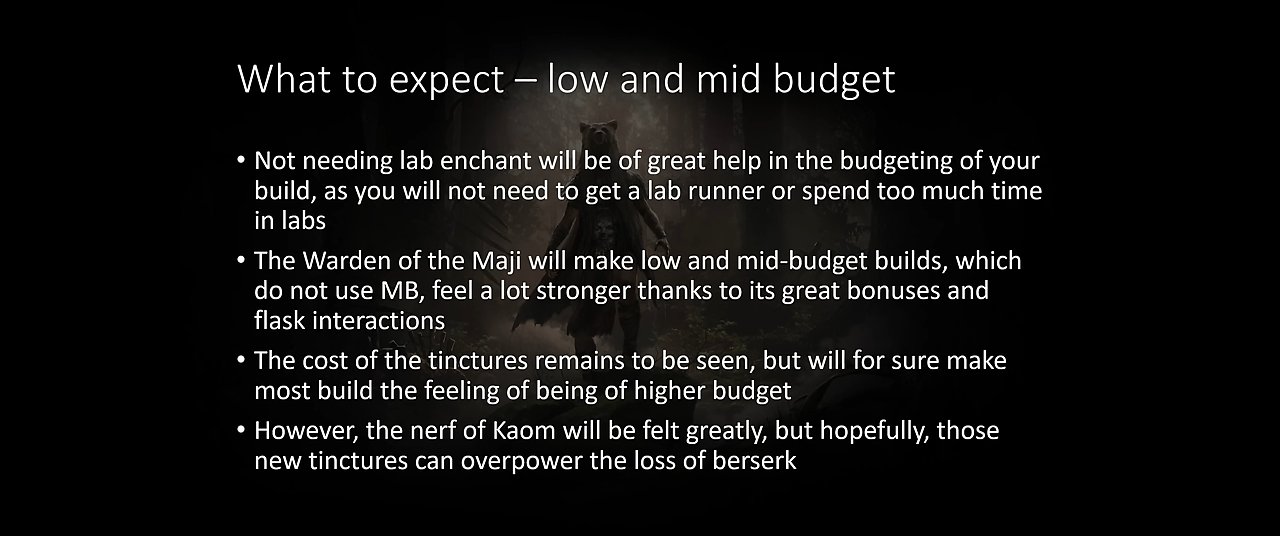 What to expect – low and mid budget
• Not needing lab enchant will be of great help in the budgeting of your
build, as you will not need to get a lab runner or spend too much time
in labs
• The Warden of the Maji will make low and mid-budget builds, which
do not use MB, feel a lot stronger thanks to its great bonuses and
flask interactions
• The cost of the tinctures remains to be seen, but will for sure make
most build the feeling of being of higher budget
• However, the nerf of Kaom will be felt greatly, but hopefully, those
new tinctures can overpower the loss of berserk